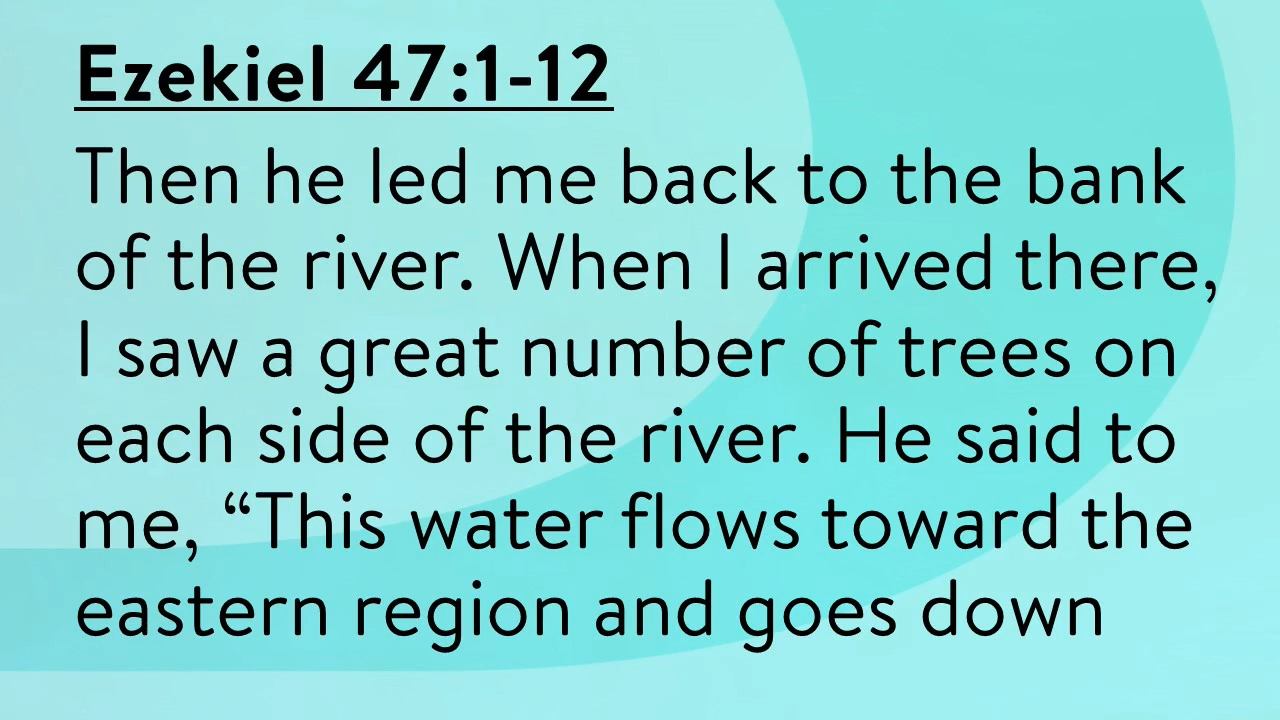 Ezekiel 47:1-12
Then he led me back to the bank
of the river. When I arrived there,
I saw a great number of trees on
each side of the river. He said to
me, “This water flows toward the
eastern region and goes down